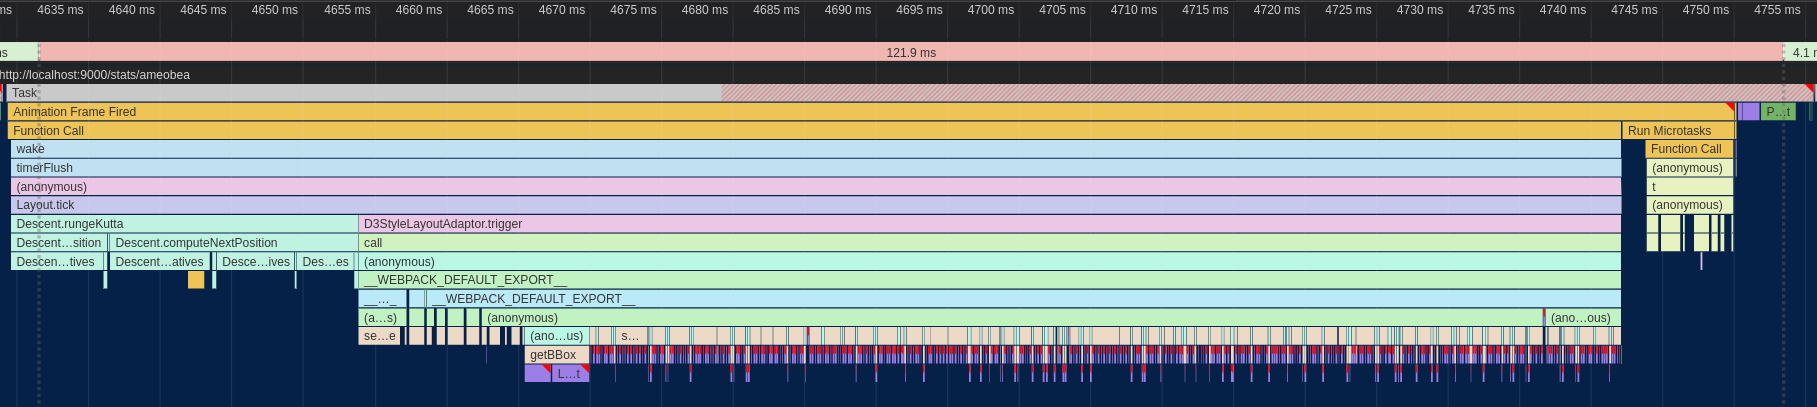 ms 4635 ms 4640 ms 4645 ms 4650 ms 4655 ms 4660 ms 4665 ms 4670 ms 4675 ms 4680 ms 4685 ms 4690 ms 4695 ms 4700 ms 4705 ms 4710 ms 4715 ms 4720 ms 4725 ms 4730 ms 4735 ms 4740 ms 4745 ms 4750 ms 4755 ms
s 121.9 ms 4.1 m
http://localhost:9000/stats/ameobea
Task
Animation Frame Fired P…t
Function Call Run Microtasks
wake Function Call
timerFlush (anonymous)
(anonymous) t
Layout.tick (anonymous)
Descent.rungeKutta D3StyleLayoutAdaptor.trigger
Descent…sition Descent.computeNextPosition call
Descen…tives Descent…atives Desce…ives Des…es (anonymous)
__WEBPACK_DEFAULT_EXPORT__
__…_ __WEBPACK_DEFAULT_EXPORT__
(a…s) (anonymous) (ano…ous)
se…e (ano…us) s…
getBBox
L…t